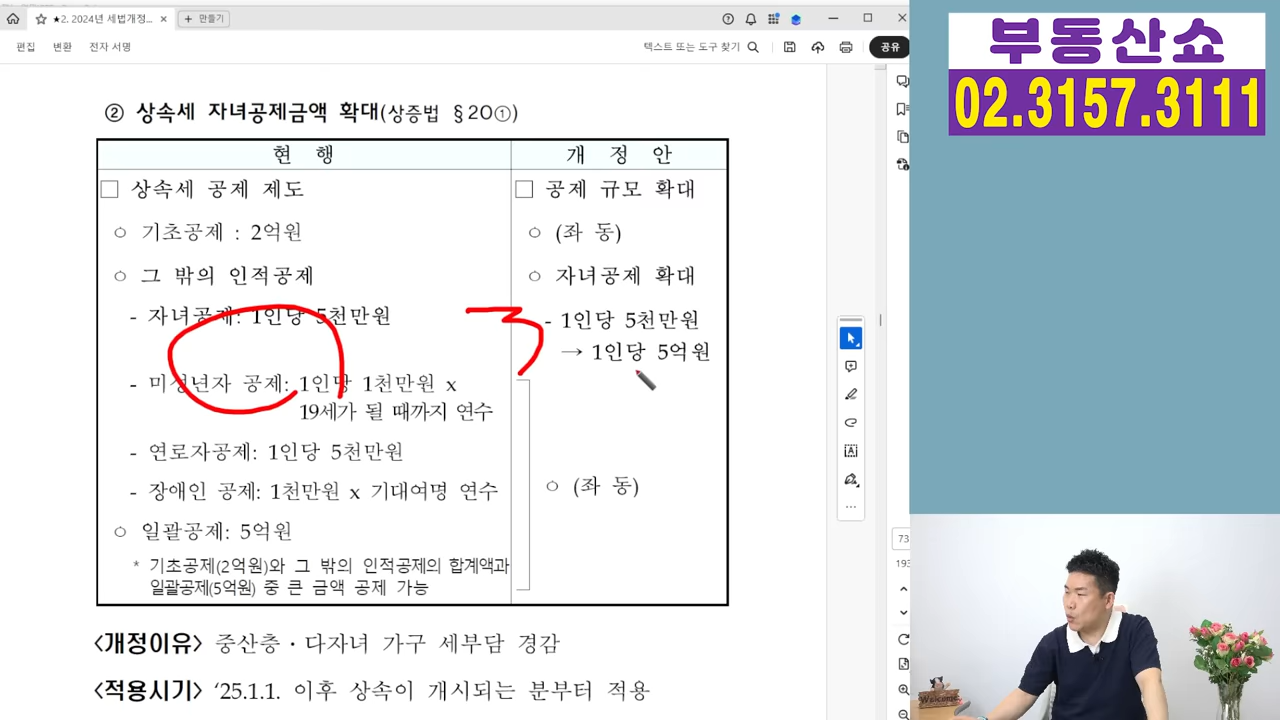 ★2. 2024년 세법개정...
만들기
편집
변환
전자 서명
텍스트 또는 도구 찾기
공유
부동산쇼
02.3157.3111
② 상속세 자녀공제금액 확대(상증법 §20①)
현 행
개 정 안
□ 상속세 공제 제도
□ 공제 규모 확대
○ 기초공제 : 2억원
○ (좌 동)
○ 그 밖의 인적공제
○ 자녀공제 확대
- 자녀공제: 1인당 5천만원
- 1인당 5천만원
→ 1인당 5억원
- 미성년자 공제: 1인당 1천만원 x
19세가 될 때까지 연수
- 연로자공제: 1인당 5천만원
- 장애인 공제: 1천만원 x 기대여명 연수
○ (좌 동)
○ 일괄공제: 5억원
* 기초공제(2억원)와 그 밖의 인적공제의 합계액과
일괄공제(5억원) 중 큰 금액 공제 가능
<개정이유> 중산층·다자녀 가구 세부담 경감
<적용시기> '25.1.1. 이후 상속이 개시되는 분부터 적용
73
193
Welcome